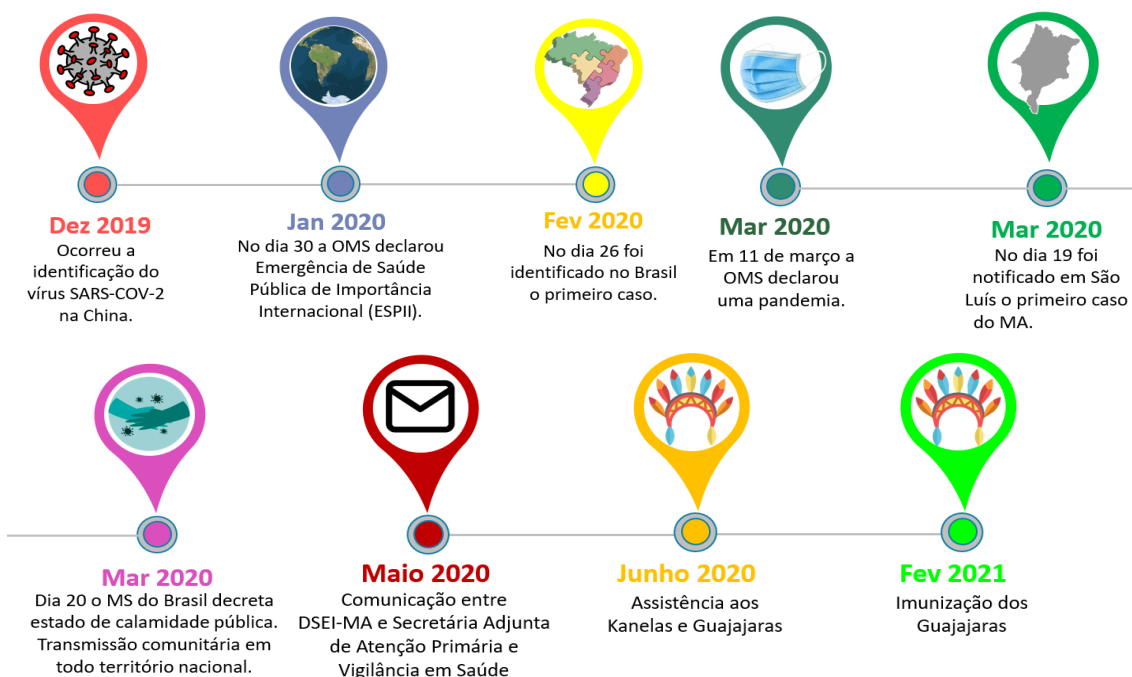 Dez 2019
Ocorreu a
identificação do
vírus SARS-COV-2
na China.
Jan 2020
No dia 30 a OMS declarou
Emergência de Saúde
Pública de Importância
Internacional (ESPII).
Fev 2020
No dia 26 foi
identificado no Brasil
o primeiro caso.
Mar 2020
Em 11 de março a
OMS declarou
uma pandemia.
Mar 2020
No dia 19 foi
notificado em São
Luís o primeiro caso
do MA.
Mar 2020
Dia 20 o MS do Brasil decreta
estado de calamidade pública.
Transmissão comunitária em
todo território nacional.
Maio 2020
Comunicação entre
DSEI-MA e Secretária Adjunta
de Atenção Primária e
Vigilância em Saúde
Junho 2020
Assistência aos
Kanelas e Guajajaras
Fev 2021
Imunização dos
Guajajaras